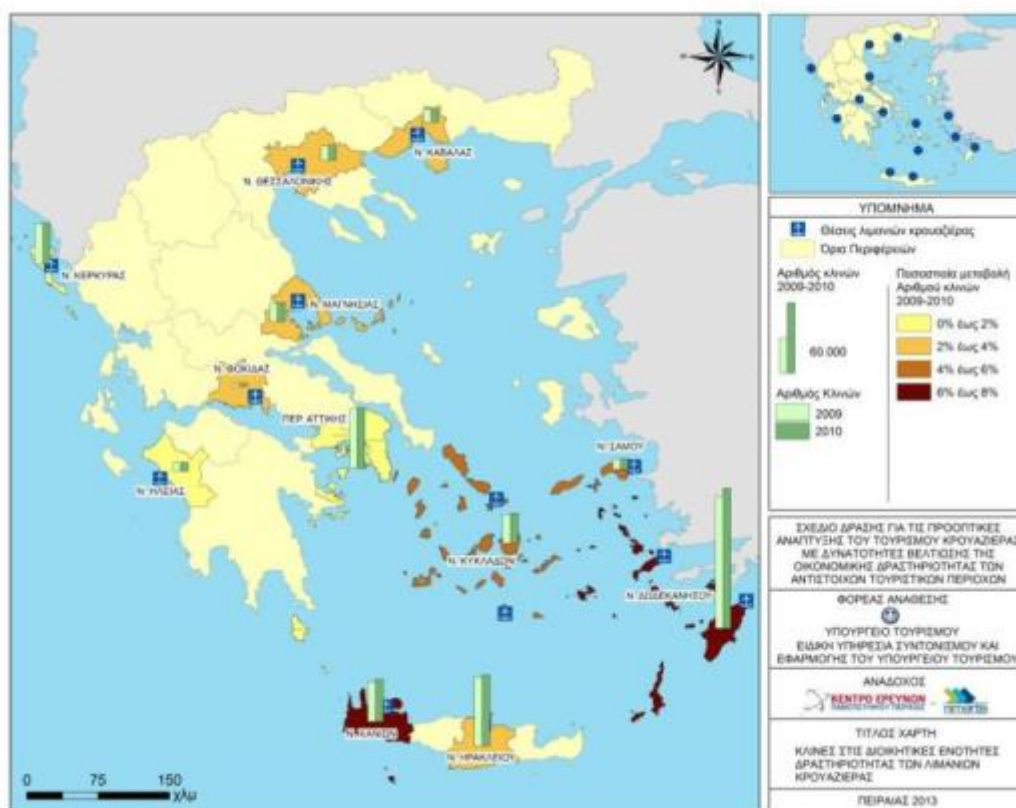 Ν. ΚΑΒΑΛΑΣ
Ν. ΘΕΣΣΑΛΟΝΙΚΗΣ
Ν. ΚΕΡΚΥΡΑΣ
Ν. ΜΑΓΝΗΣΙΑΣ
Ν. ΦΩΚΙΔΑΣ
ΠΕΡ ΑΤΤΙΚΗΣ
Ν. ΣΑΜΟΥ
Ν. ΗΛΕΙΑΣ
Ν. ΚΥΚΛΑΔΩΝ
Ν. ΔΩΔΕΚΑΝΗΣΟΥ
Ν. ΧΑΝΙΩΝ
Ν. ΗΡΑΚΛΕΙΟΥ
0 75 150
χλμ
ΥΠΟΜΝΗΜΑ
Θέσεις λιμανιών κρουαζιέρας
Όρια Περιφερειών
Αριθμός κλινών
2009-2010
60.000
Αριθμός Κλινών
2009
2010
Ποσοστιαία μεταβολή
Αριθμού κλινών
2009-2010
0% έως 2%
2% έως 4%
4% έως 6%
6% έως 8%
ΣΧΕΔΙΟ ΔΡΑΣΗΣ ΓΙΑ ΤΙΣ ΠΡΟΟΠΤΙΚΕΣ
ΑΝΑΠΤΥΞΗΣ ΤΟΥ ΤΟΥΡΙΣΜΟΥ ΚΡΟΥΑΖΙΕΡΑΣ
ΜΕ ΔΥΝΑΤΟΤΗΤΕΣ ΒΕΛΤΙΩΣΗΣ ΤΗΣ
ΟΙΚΟΝΟΜΙΚΗΣ ΔΡΑΣΤΗΡΙΟΤΗΤΑΣ ΤΩΝ
ΑΝΤΙΣΤΟΙΧΩΝ ΤΟΥΡΙΣΤΙΚΩΝ ΠΕΡΙΟΧΩΝ
ΦΟΡΕΑΣ ΑΝΑΘΕΣΗΣ
ΥΠΟΥΡΓΕΙΟ ΤΟΥΡΙΣΜΟΥ
ΕΙΔΙΚΗ ΥΠΗΡΕΣΙΑ ΣΥΝΤΟΝΙΣΜΟΥ ΚΑΙ
ΕΦΑΡΜΟΓΗΣ ΤΟΥ ΥΠΟΥΡΓΕΙΟΥ ΤΟΥΡΙΣΜΟΥ
ΑΝΑΔΟΧΟΣ
ΚΕΝΤΡΟ ΕΡΕΥΝΩΝ
ΠΑΝΕΠΙΣΤΗΜΙΟΥ ΠΕΙΡΑΙΩΣ
ΤΙΤΛΟΣ ΧΑΡΤΗ
ΚΛΙΝΕΣ ΣΤΙΣ ΔΙΟΙΚΗΤΙΚΕΣ ΕΝΟΤΗΤΕΣ
ΔΡΑΣΤΗΡΙΟΤΗΤΑΣ ΤΩΝ ΛΙΜΑΝΙΩΝ
ΚΡΟΥΑΖΙΕΡΑΣ
ΠΕΙΡΑΙΑΣ 2013